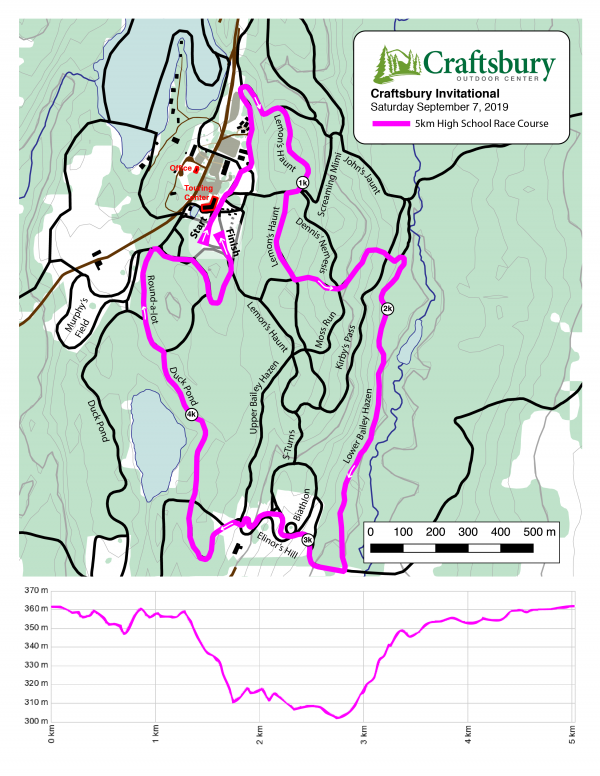 Craftsbury
OUTDOOR CENTER
Craftsbury Invitational
Saturday September 7, 2019
5km High School Race Course
Lemon's Haunt
Screaming Mimi
John's Jaunt
Office
Touring
Center
1k
Start
Finish
Lemon's Haunt
Dennis' Nemesis
Round-a-lot
Murphy's
Field
2k
Lemon's Haunt
Moss Run
Kirby's Pass
Duck Pond
4k
Duck Pond
Upper Bailey Hazen
Lower Bailey Hazen
S-Turns
Biathlon
Elinor's Hill
3k
0 100 200 300 400 500 m
370 m
360 m
350 m
340 m
330 m
320 m
310 m
300 m
0 km
1 km
2 km
3 km
4 km
5 km